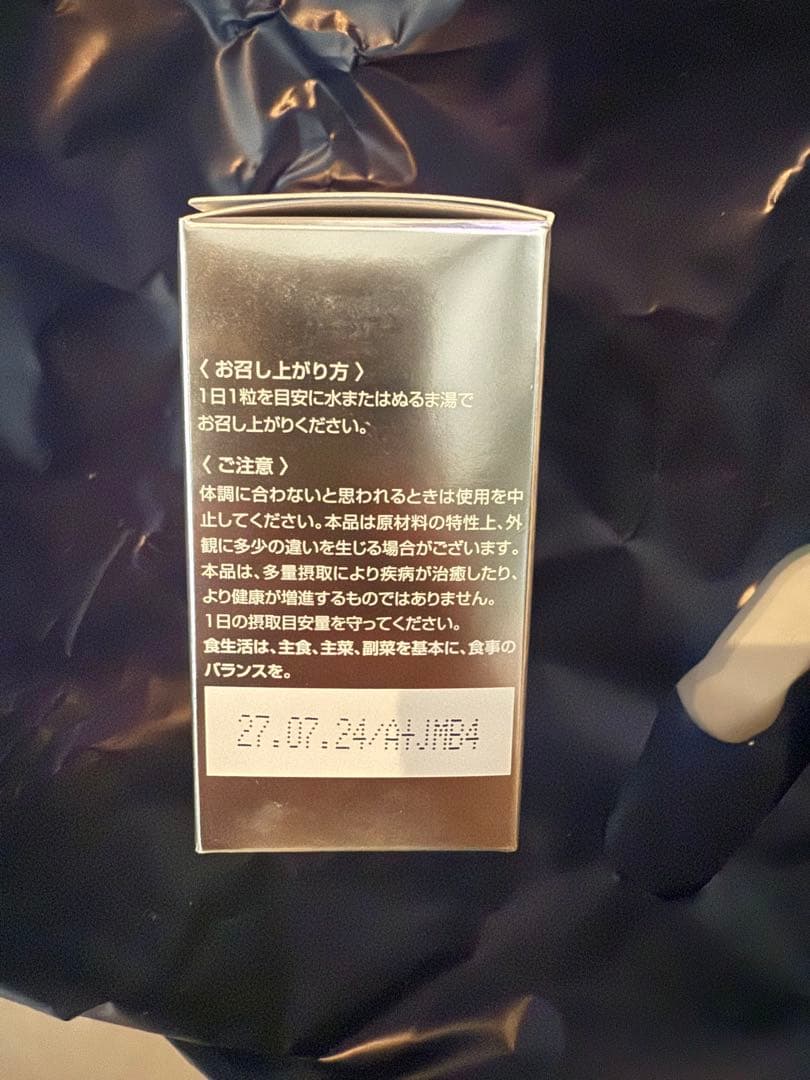 〈 お召し上がり方 〉
1日1粒を目安に水またはぬるま湯で
お召し上がりください。
〈 ご注意 〉
体調に合わないと思われるときは使用を中
止してください。本品は原材料の特性上、外
観に多少の違いを生じる場合がございます。
本品は、多量摂取により疾病が治癒したり、
より健康が増進するものではありません。
1日の摂取目安量を守ってください。
食生活は、主食、主菜、副菜を基本に、食事の
バランスを。
27.07.24/A†JMB4